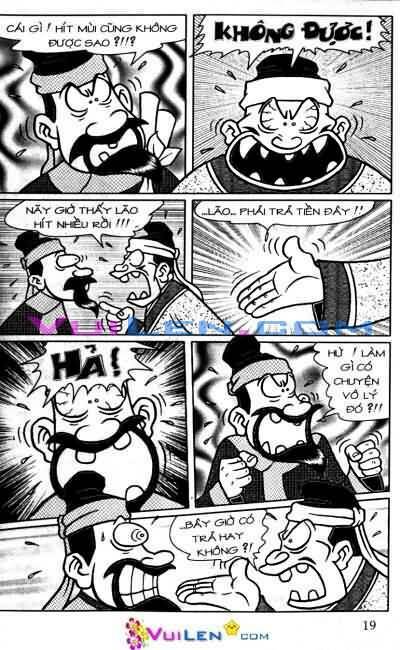 CÁI GÌ! HÍT MÙI CŨNG KHÔNG
ĐƯỢC SAO ?!!?
KHÔNG ĐƯỢC!
NÃY GIỜ THẤY LÃO
HÍT NHIỀU RỒI !!!
...LÃO... PHẢI TRẢ TIỀN ĐÂY !!
VUILEN.COM
HẢ!
HỪ ! LÀM
GÌ CÓ
CHUYỆN
VÔ LÝ
ĐÓ ?!!
...BÂY GIỜ CÓ
TRẢ HAY
KHÔNG ?!
19
VUILEN.COM